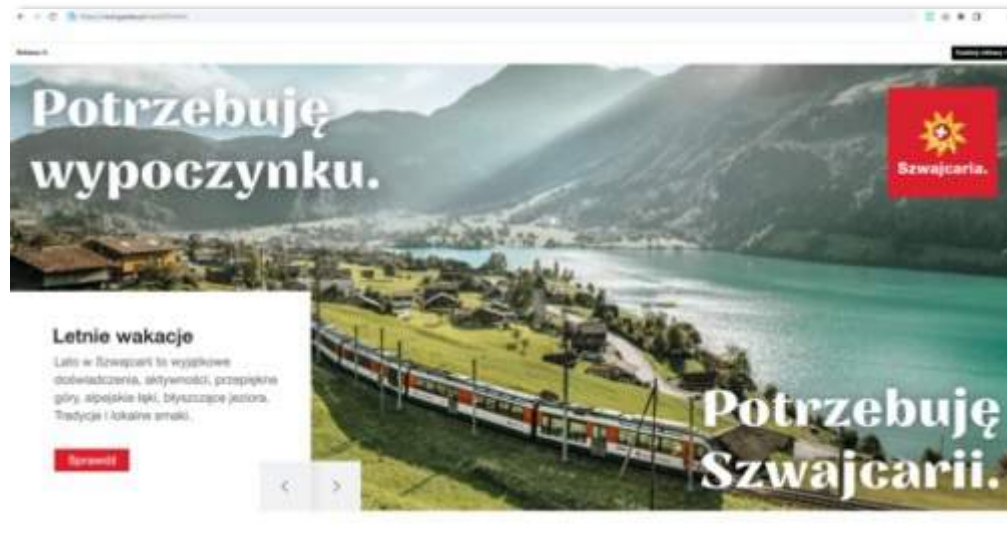 Potrzebuję
wypoczynku.
Szwajcaria.
Letnie wakacje
Lato w Szwajcarii to wyjątkowe
doświadczenia, aktywności, przepiękne
góry, alpejskie łąki, błyszczące jeziora.
Tradycje i lokalne smaki.
Sprawdź
Potrzebuję
Szwajcarii.